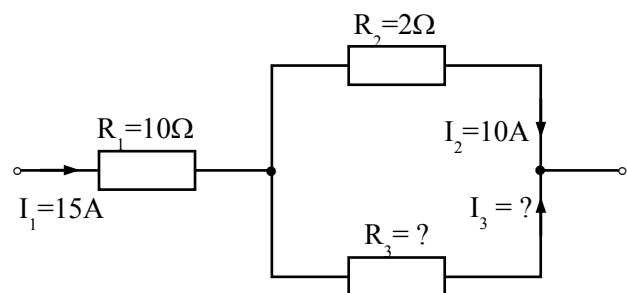 R₂=2Ω
R₁=10Ω
I₂=10A
I₁=15A
I₃ = ?
R₃ = ?